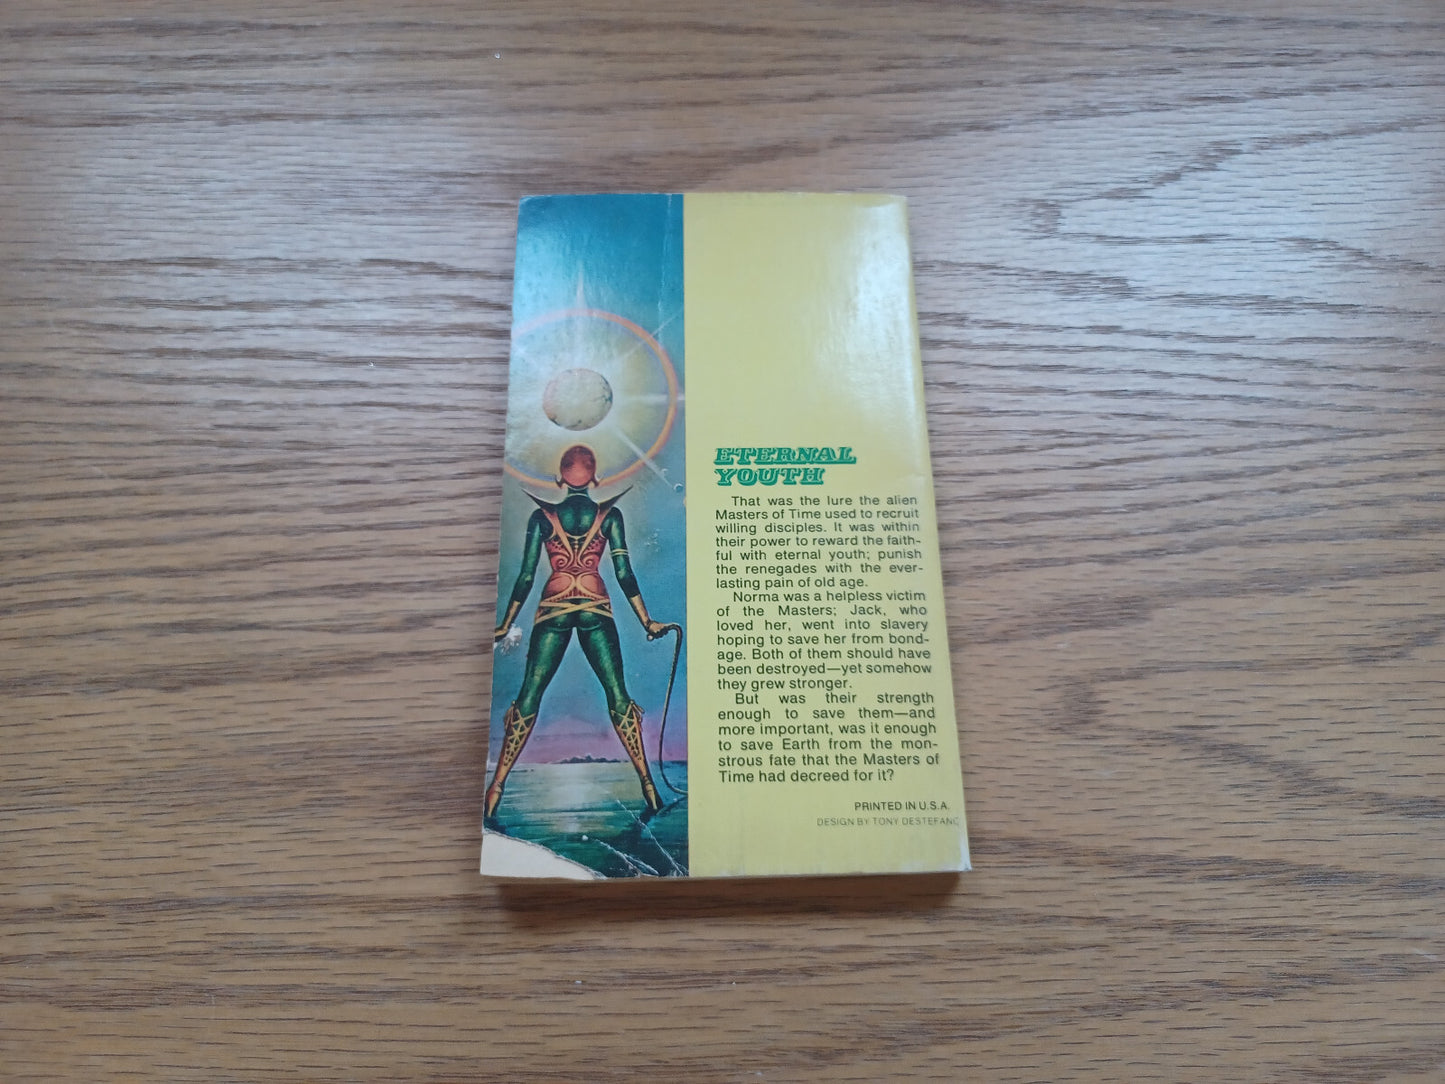 ETERNAL
YOUTH
That was the lure the alien
Masters of Time used to recruit
willing disciples. It was within
their power to reward the faith-
ful with eternal youth; punish
the renegades with the ever-
lasting pain of old age.
Norma was a helpless victim
of the Masters; Jack, who
loved her, went into slavery
hoping to save her from bond-
age. Both of them should have
been destroyed—yet somehow
they grew stronger.
But was their strength
enough to save them—and
more important, was it enough
to save Earth from the mon-
strous fate that the Masters of
Time had decreed for it?
PRINTED IN U.S.A.
DESIGN BY TONY DESTEFANO